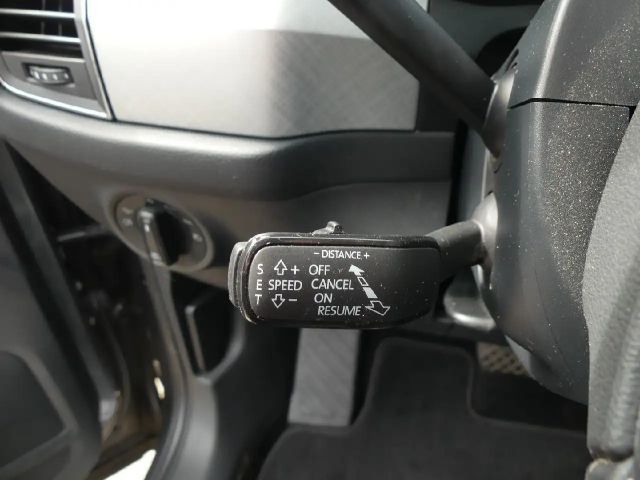 - DISTANCE +
S ⇧ + OFF
E SPEED CANCEL
T ⇩ - ON
RESUME